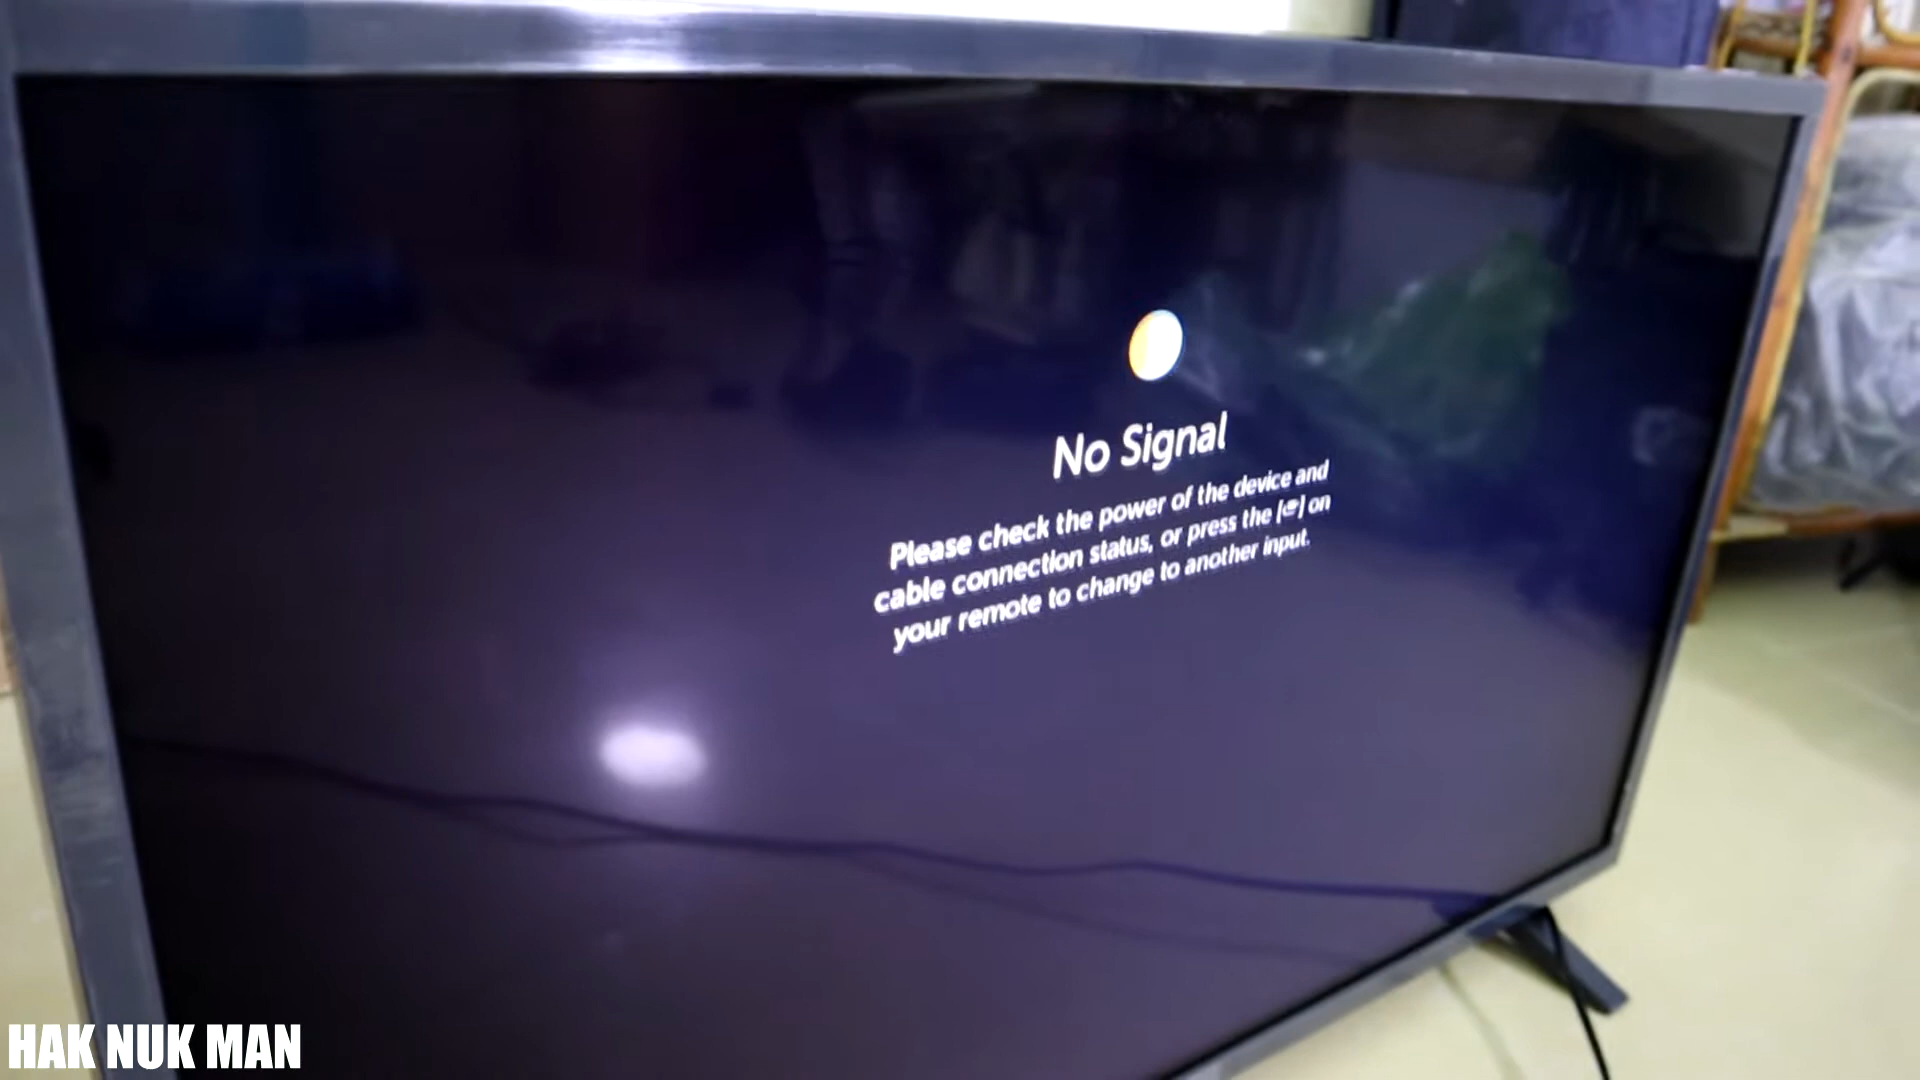 No Signal
Please check the power of the device and
cable connection status, or press the [ ] on
your remote to change to another input.
HAK NUK MAN